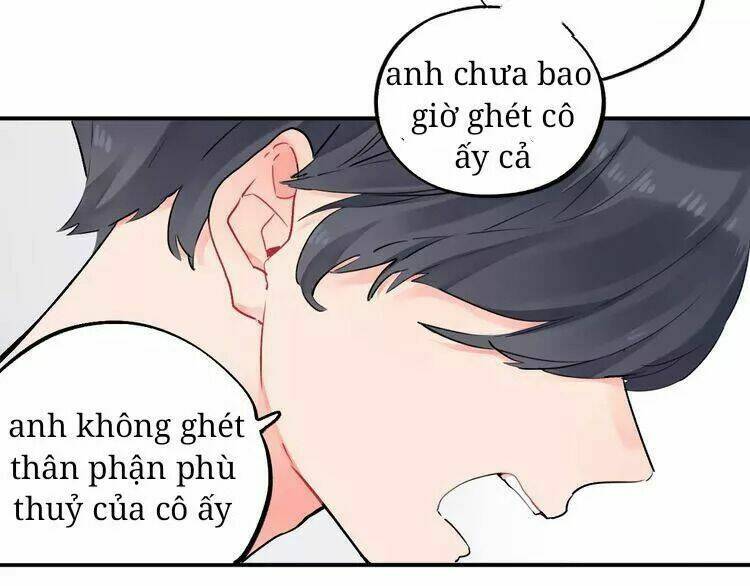 anh chưa bao
giờ ghét cô
ấy cả
anh không ghét
thân phận phù
thuỷ của cô ấy